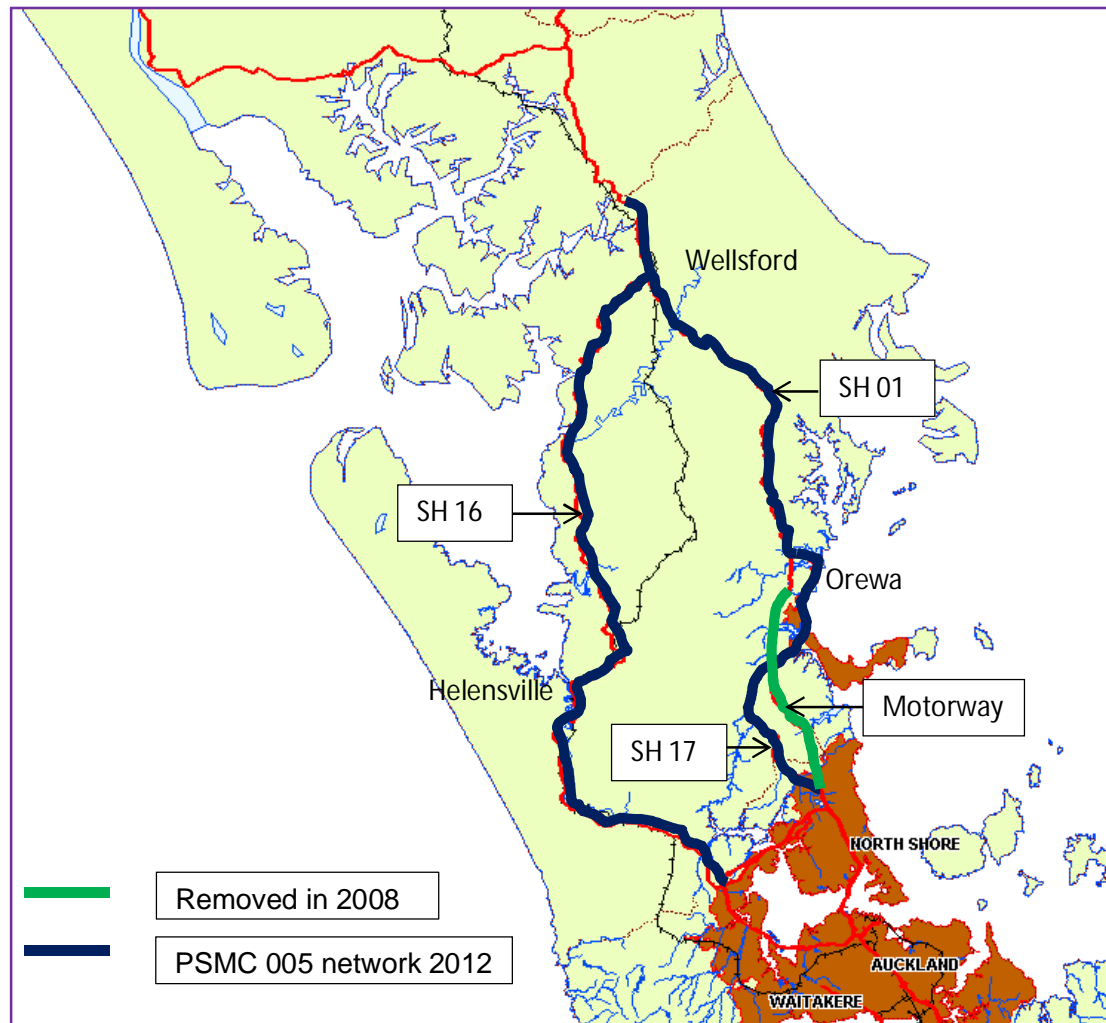 Wellsford
SH 01
SH 16
Orewa
Helensville
Motorway
SH 17
NORTH SHORE
Removed in 2008
PSMC 005 network 2012
AUCKLAND
WAITAKERE